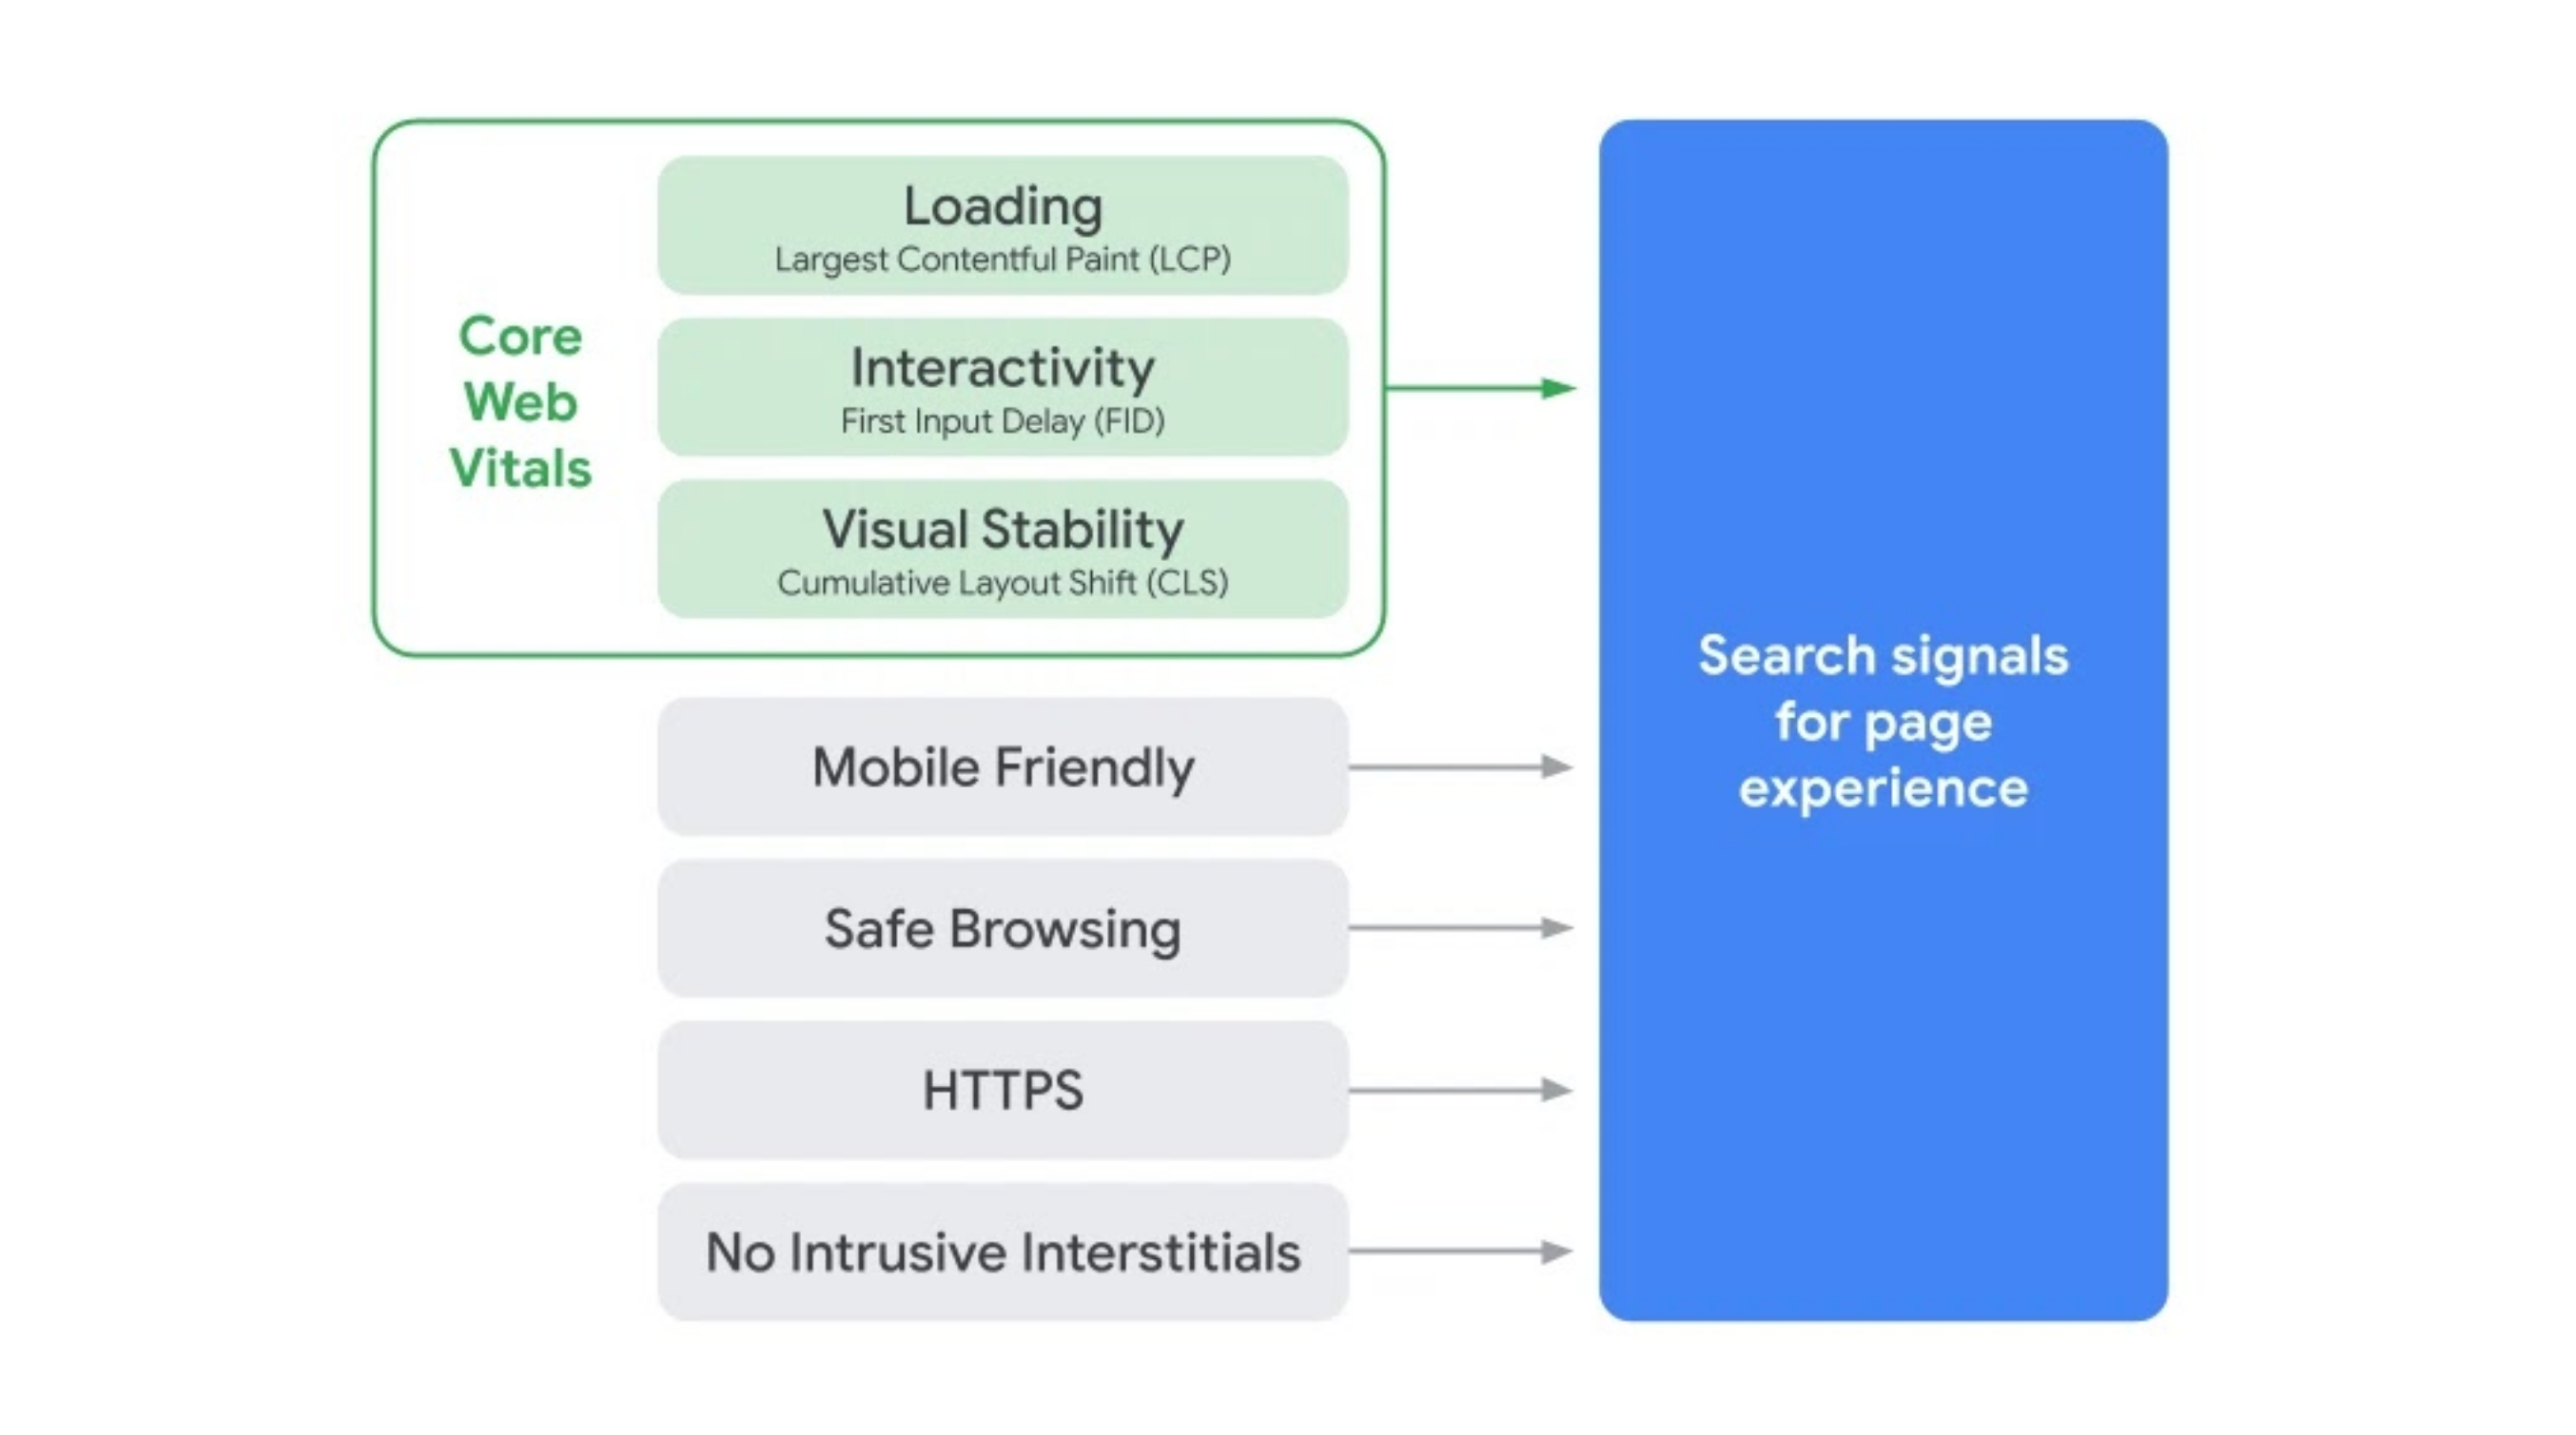 Core
Web
Vitals
Loading
Largest Contentful Paint (LCP)
Interactivity
First Input Delay (FID)
Visual Stability
Cumulative Layout Shift (CLS)
Mobile Friendly
Safe Browsing
HTTPS
No Intrusive Interstitials
Search signals
for page
experience